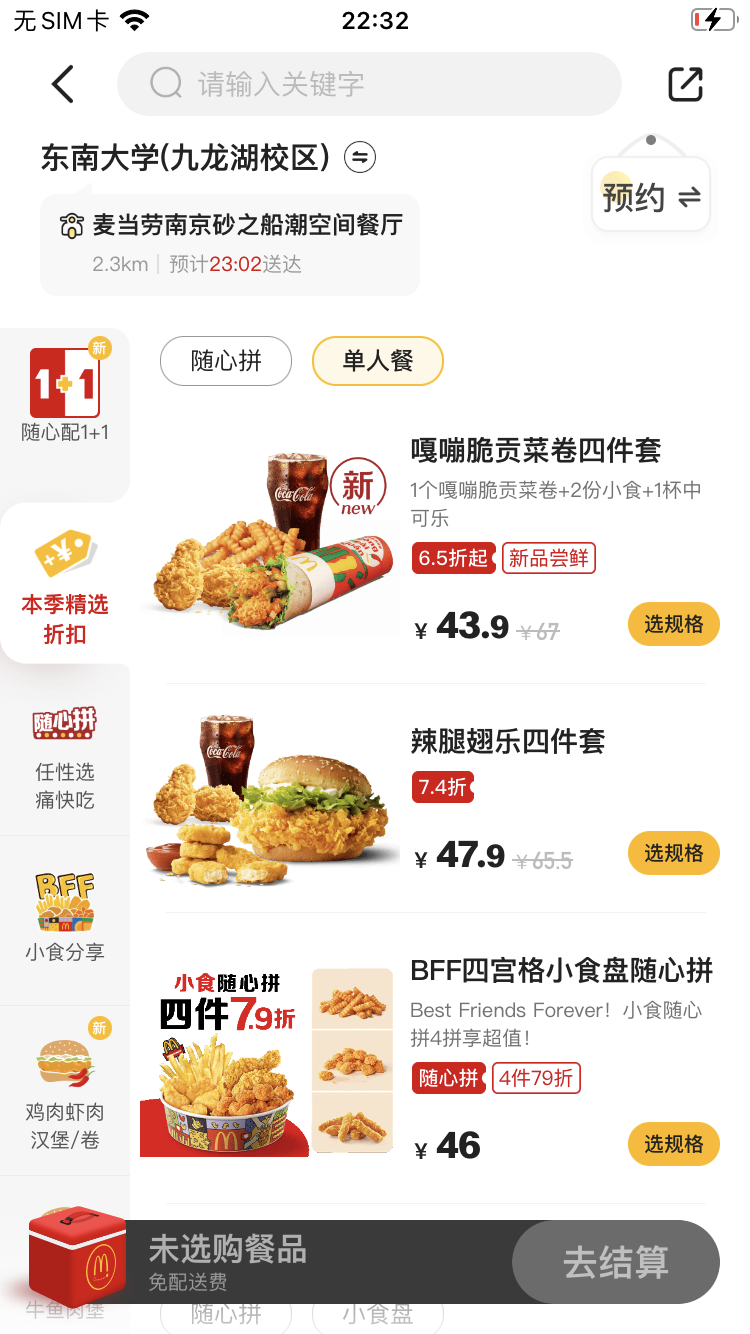 无SIM卡
22:32
请输入关键字
东南大学(九龙湖校区)
预约
麦当劳南京砂之船潮空间餐厅
2.3km
预计23:02送达
新
1+1
随心配1+1
随心拼
单人餐
本季精选
折扣
随心拼
任性选
痛快吃
BFF
小食分享
新
鸡肉虾肉
汉堡/卷
牛鱼肉堡
Coca-Cola
新
new
嘎嘣脆贡菜卷四件套
1个嘎嘣脆贡菜卷+2份小食+1杯中
可乐
6.5折起
新品尝鲜
¥ 43.9 ¥67
选规格
Coca-Cola
辣腿翅乐四件套
7.4折
¥ 47.9 ¥65.5
选规格
小食随心拼
四件7.9折
BFF四宫格小食盘随心拼
Best Friends Forever！小食随心
拼4拼享超值！
随心拼
4件79折
¥ 46
选规格
未选购餐品
免配送费
去结算
随心拼
小食盘